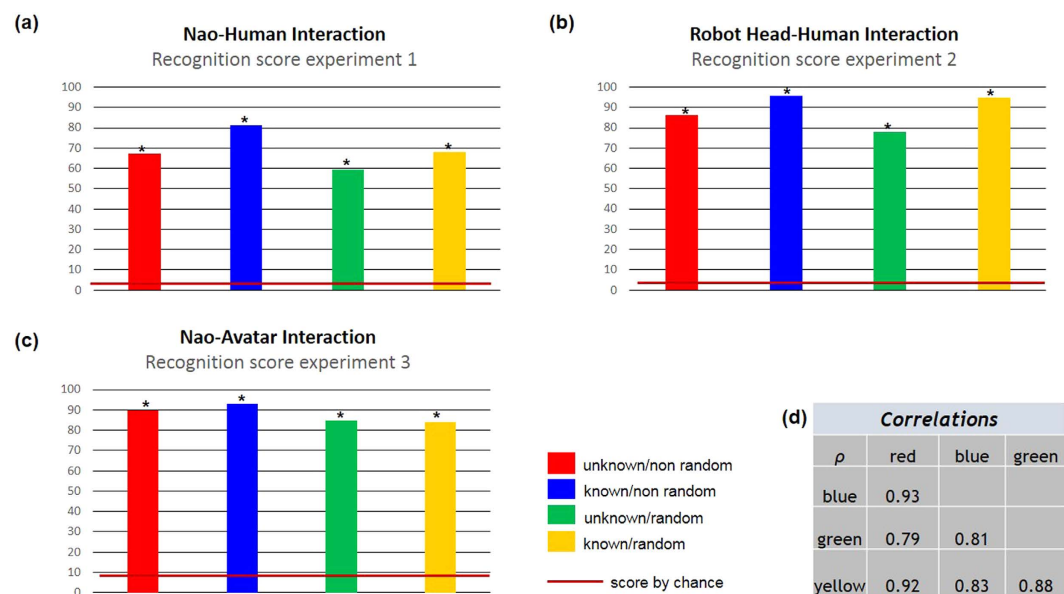 (a)
Nao-Human Interaction
Recognition score experiment 1
100
90
80
70
60
50
40
30
20
10
0
* * * *
(b)
Robot Head-Human Interaction
Recognition score experiment 2
100
90
80
70
60
50
40
30
20
10
0
* * * *
(c)
Nao-Avatar Interaction
Recognition score experiment 3
100
90
80
70
60
50
40
30
20
10
0
* * * *
unknown/non random
known/non random
unknown/random
known/random
score by chance
(d)
Correlations
ρ red blue green
blue 0.93
green 0.79 0.81
yellow 0.92 0.83 0.88